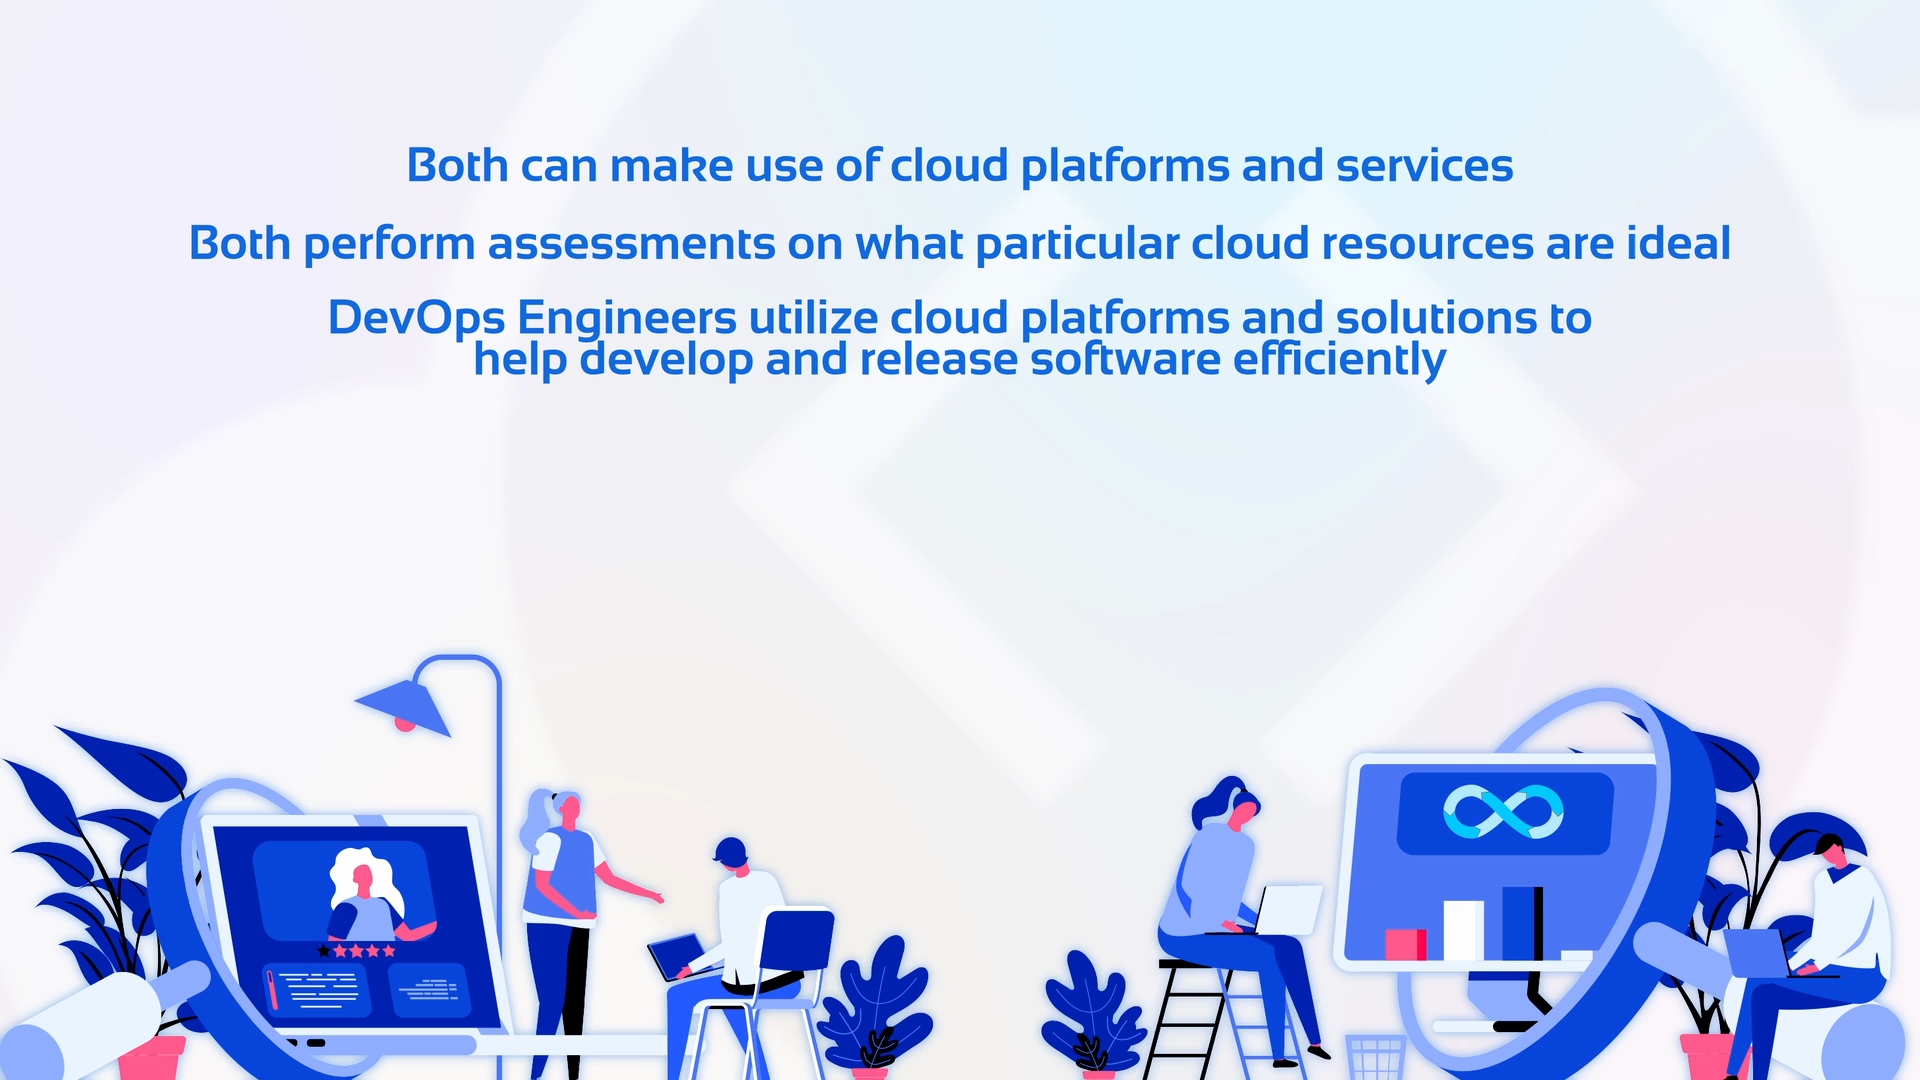 Both can make use of cloud platforms and services
Both perform assessments on what particular cloud resources are ideal
DevOps Engineers utilize cloud platforms and solutions to
help develop and release software efficiently